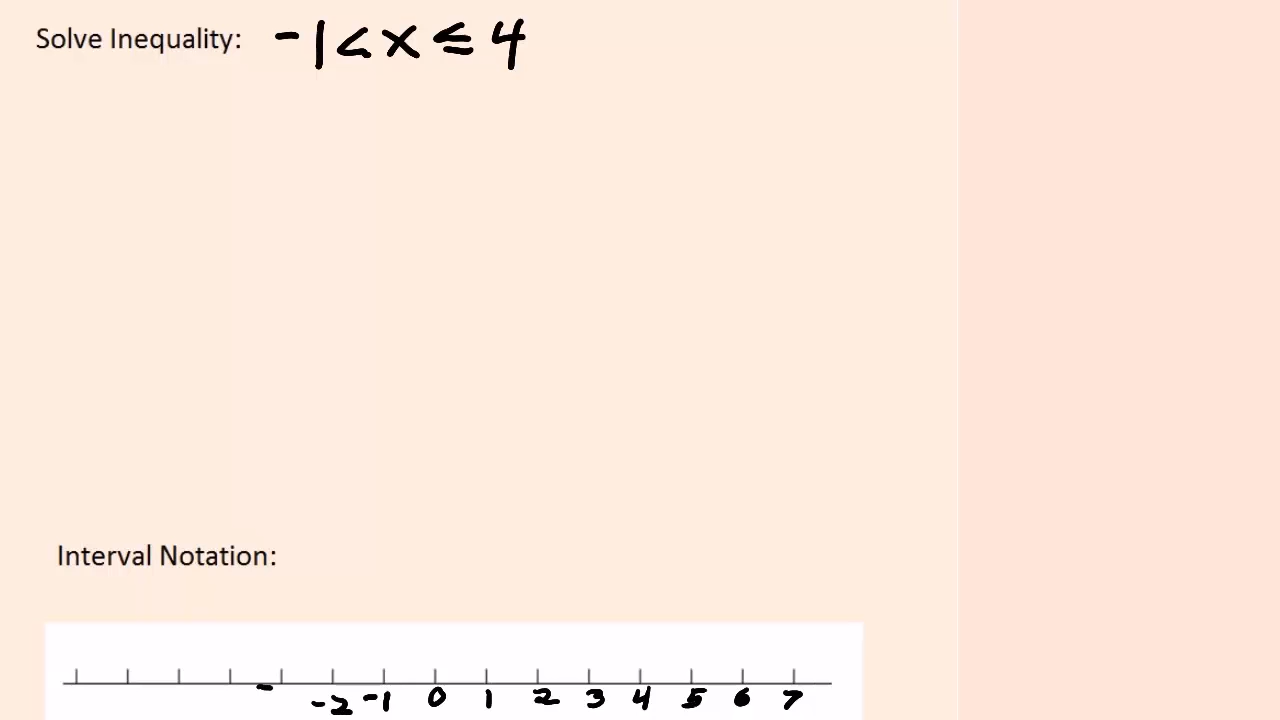 Solve Inequality: -1 < x ≤ 4
Interval Notation:
- -2 -1 0 1 2 3 4 5 6 7